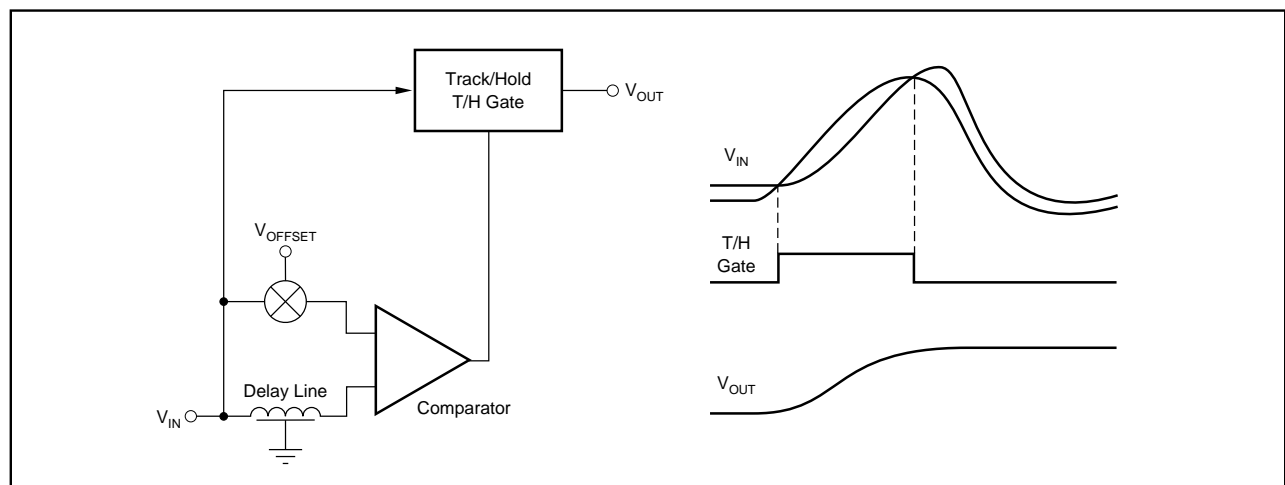 Track/Hold
T/H Gate
VOUT
VOFFSET
Delay Line
VIN
Comparator
VIN
T/H
Gate
VOUT